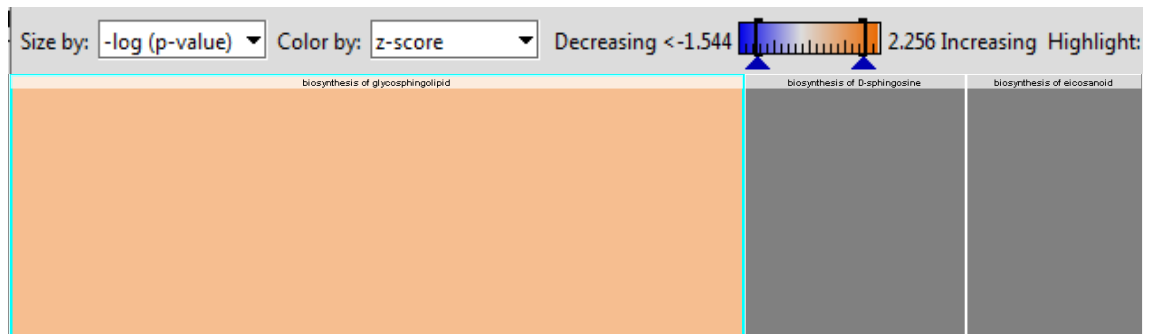 Size by: -log (p-value) Color by: z-score Decreasing <-1.544 2.256 Increasing Highlight:
biosynthesis of glycosphingolipid biosynthesis of D-sphingosine biosynthesis of eicosanoid